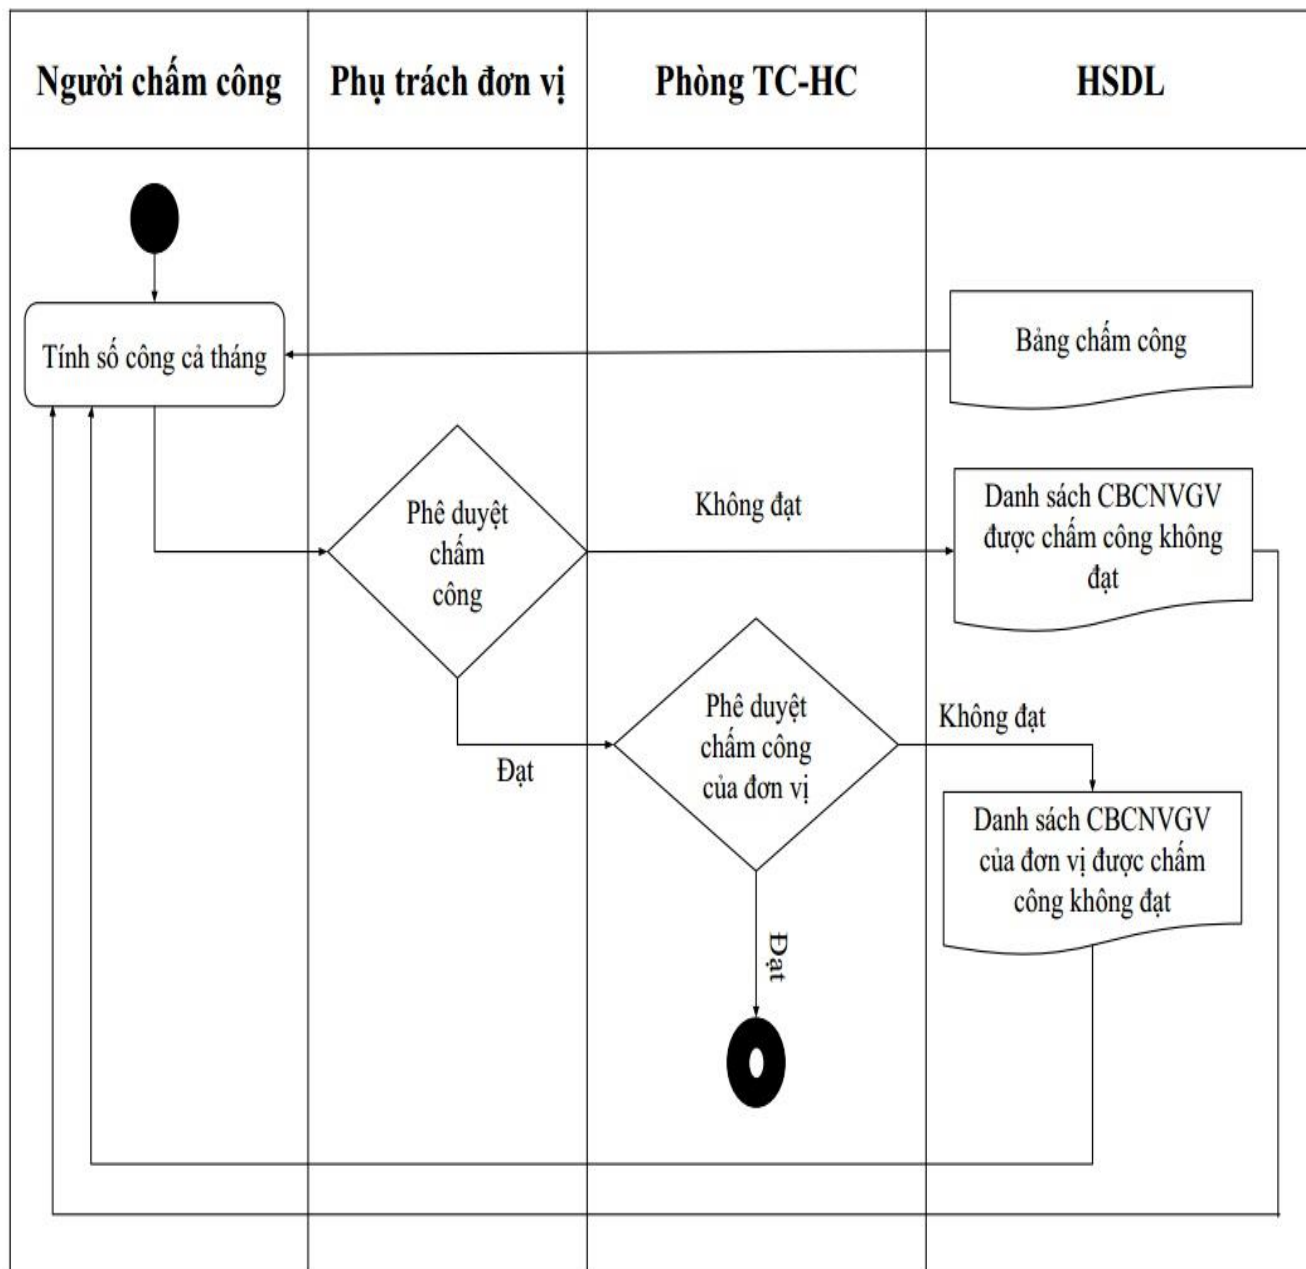 Người chấm công
Phụ trách đơn vị
Phòng TC-HC
HSDL
Tính số công cả tháng
Bảng chấm công
Phê duyệt
chấm
công
Không đạt
Danh sách CBCNVGV
được chấm công không
đạt
Đạt
Phê duyệt
chấm công
của đơn vị
Không đạt
Danh sách CBCNVGV
của đơn vị được chấm
công không đạt
Đạt